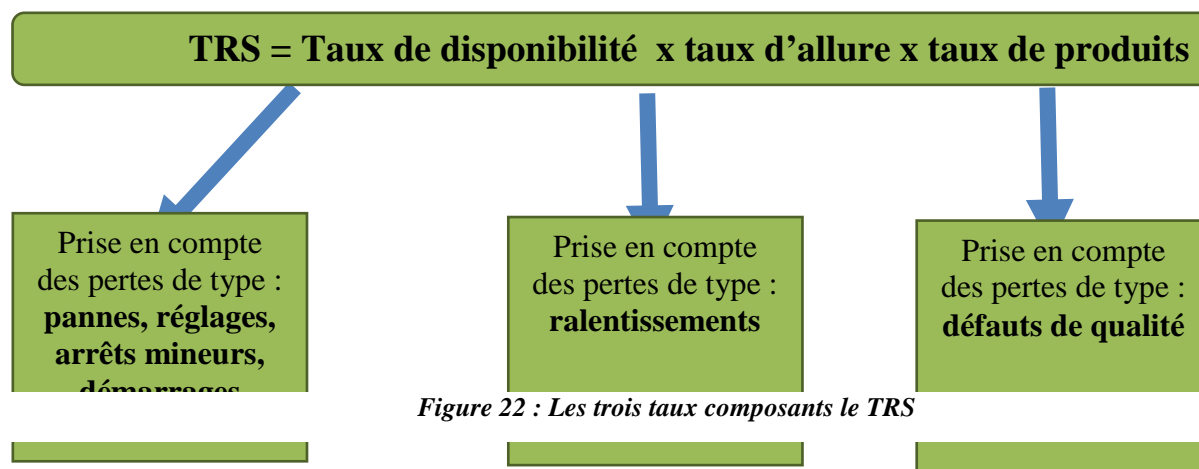 TRS = Taux de disponibilité x taux d'allure x taux de produits
Prise en compte
des pertes de type :
pannes, réglages,
arrêts mineurs,
démarrages
Prise en compte
des pertes de type :
ralentissements
Prise en compte
des pertes de type :
défauts de qualité
Figure 22 : Les trois taux composants le TRS